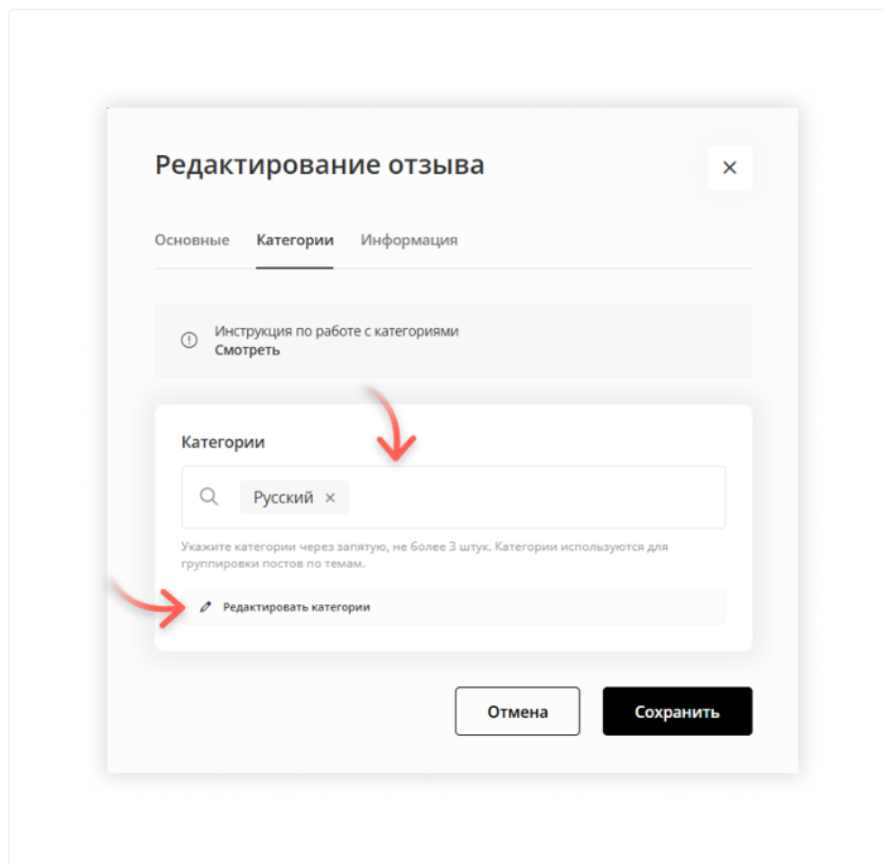 Редактирование отзыва
Основные Категории Информация
Инструкция по работе с категориями
Смотреть
Категории
Русский
Укажите категории через запятую, не более 3 штук. Категории используются для
группировки постов по темам.
Редактировать категории
Отмена Сохранить